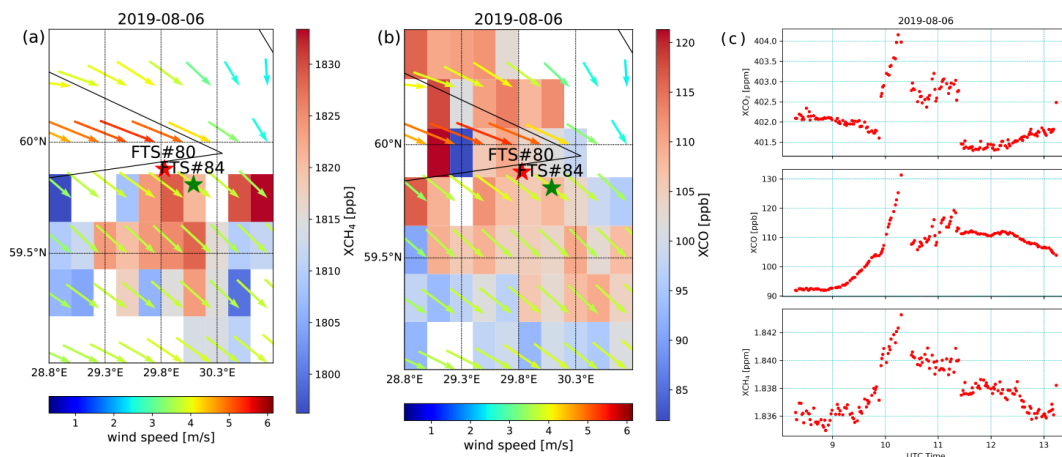 2019-08-06
(a)
60°N
59.5°N
28.8°E 29.3°E 29.8°E 30.3°E
FTS#80
TS#84
1830
1825
1820
1815
1810
1805
1800
XCH₄ [ppb]
1 2 3 4 5 6
wind speed [m/s]
2019-08-06
(b)
60°N
59.5°N
28.8°E 29.3°E 29.8°E 30.3°E
FTS#80
FTS#84
120
115
110
105
100
95
90
85
XCO [ppb]
1 2 3 4 5 6
wind speed [m/s]
(c)
2019-08-06
404.0
403.5
403.0
402.5
402.0
401.5
XCO₂ [ppm]
130
120
110
100
90
XCO [ppb]
1.842
1.840
1.838
1.836
XCH₄ [ppm]
9 10 11 12 13
UTC Time